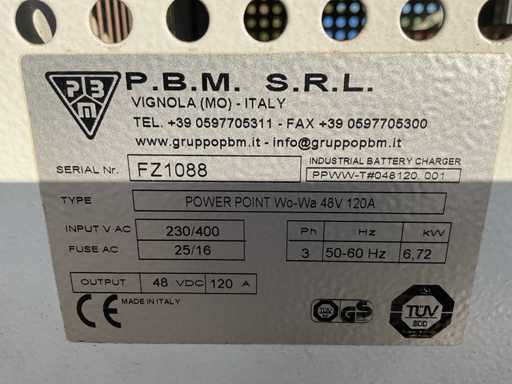 P B M
P.B.M. S.R.L.
VIGNOLA (MO) - ITALY
TEL. +39 0597705311 - FAX +39 0597705300
www.gruppopbm.it - info@gruppopbm.it
SERIAL Nr. FZ1088 INDUSTRIAL BATTERY CHARGER
PPWW-T#048120.001
TYPE POWER POINT Wo-Wa 48V 120A
INPUT V AC 230/400 Ph Hz KW
FUSE AC 25/16 3 50-60 Hz 6,72
OUTPUT 48 VDC 120 A
CE MADE IN ITALY
GS
TÜV